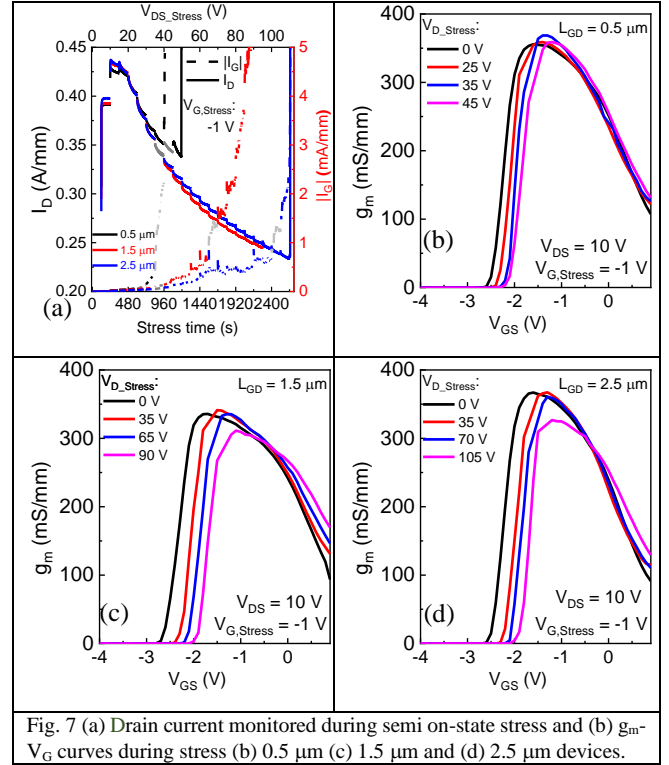 V_DS_Stress (V)
0 20 40 60 80 100
0.45
0.40
0.35
0.30
0.25
0.20
I_D (A/mm)
5
4
3
2
1
0
|I_G| (mA/mm)
|I_G|
I_D
V_G,Stress:
-1 V
0.5 μm
1.5 μm
2.5 μm
(a)
0 480 960 1440 1920 2400
Stress time (s)
V_D_Stress: L_GD = 0.5 μm
0 V
25 V
35 V
45 V
400
300
200
100
0
g_m (mS/mm)
(b)
V_DS = 10 V
V_G,Stress = -1 V
-4 -3 -2 -1 0
V_GS (V)
V_D_Stress: L_GD = 1.5 μm
0 V
35 V
65 V
90 V
400
300
200
100
0
g_m (mS/mm)
(c)
V_DS = 10 V
V_G,Stress = -1 V
-4 -3 -2 -1 0
V_GS (V)
V_D_Stress: L_GD = 2.5 μm
0 V
35 V
70 V
105 V
400
300
200
100
0
g_m (mS/mm)
(d)
V_DS = 10 V
V_G,Stress = -1 V
-4 -3 -2 -1 0
V_GS (V)
Fig. 7 (a) Drain current monitored during semi on-state stress and (b) g_m-
V_G curves during stress (b) 0.5 μm (c) 1.5 μm and (d) 2.5 μm devices.